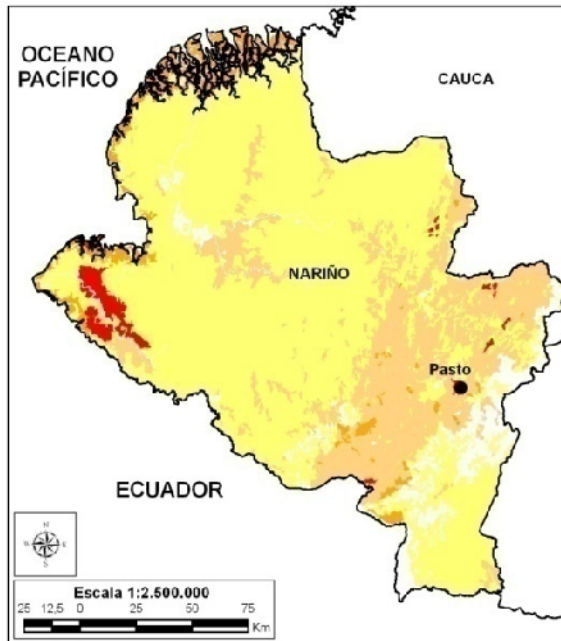 OCEANO
PACÍFICO
CAUCA
NARIÑO
Pasto
ECUADOR
N
W
E
S
Escala 1:2.500.000
25 12,5 0 25 50 75
Km